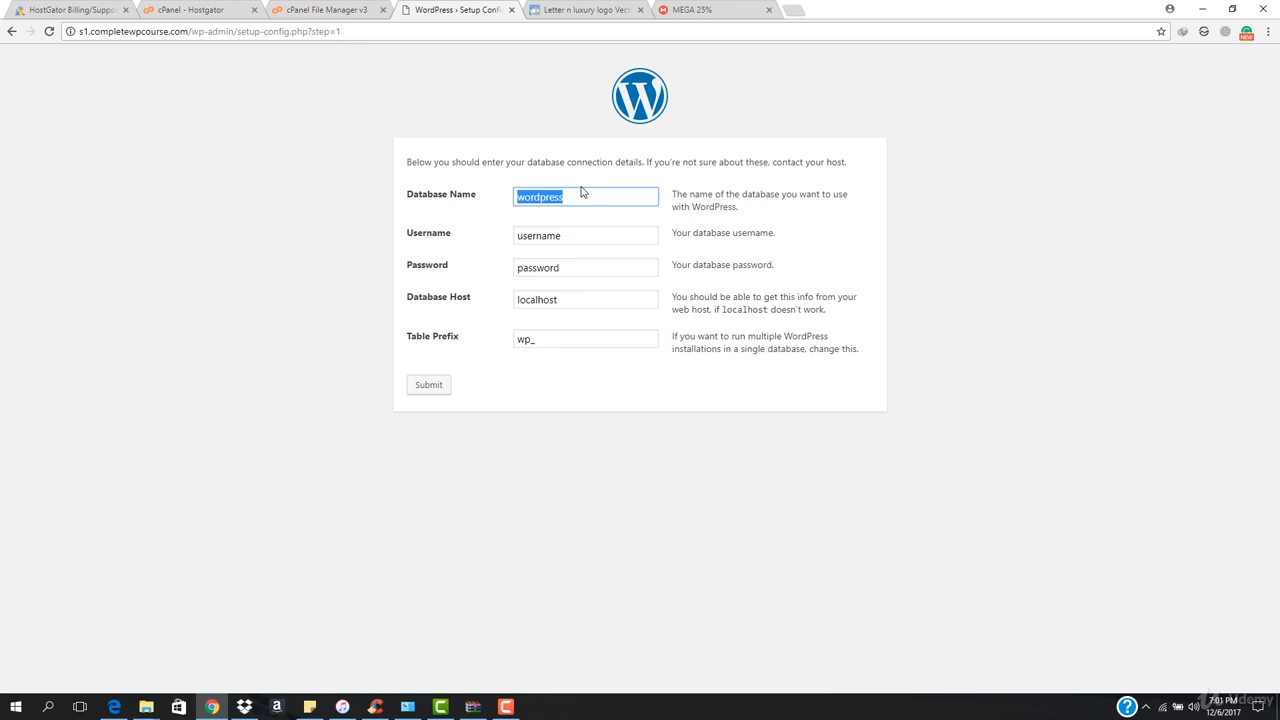 HostGator Billing/Suppo
cPanel - Hostgator
cPanel File Manager v3
WordPress › Setup Confi
Letter n luxury logo Vect
MEGA 25%
s1.completewpcourse.com/wp-admin/setup-config.php?step=1
NEW
Below you should enter your database connection details. If you're not sure about these, contact your host.
Database Name
wordpress
The name of the database you want to use
with WordPress.
Username
username
Your database username.
Password
password
Your database password.
Database Host
localhost
You should be able to get this info from your
web host, if localhost doesn't work.
Table Prefix
wp_
If you want to run multiple WordPress
installations in a single database, change this.
Submit
7:01 PM
12/6/2017